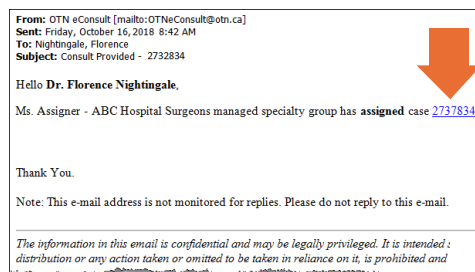 From: OTN eConsult [mailto:OTNeConsult@otn.ca]
Sent: Friday, October 16, 2018 8:42 AM
To: Nightingale, Florence
Subject: Consult Provided - 2732834
Hello Dr. Florence Nightingale,
Ms. Assigner - ABC Hospital Surgeons managed specialty group has assigned case 2737834
Thank You.
Note: This e-mail address is not monitored for replies. Please do not reply to this e-mail.
The information in this email is confidential and may be legally privileged. It is intended
distribution or any action taken or omitted to be taken in reliance on it, is prohibited and